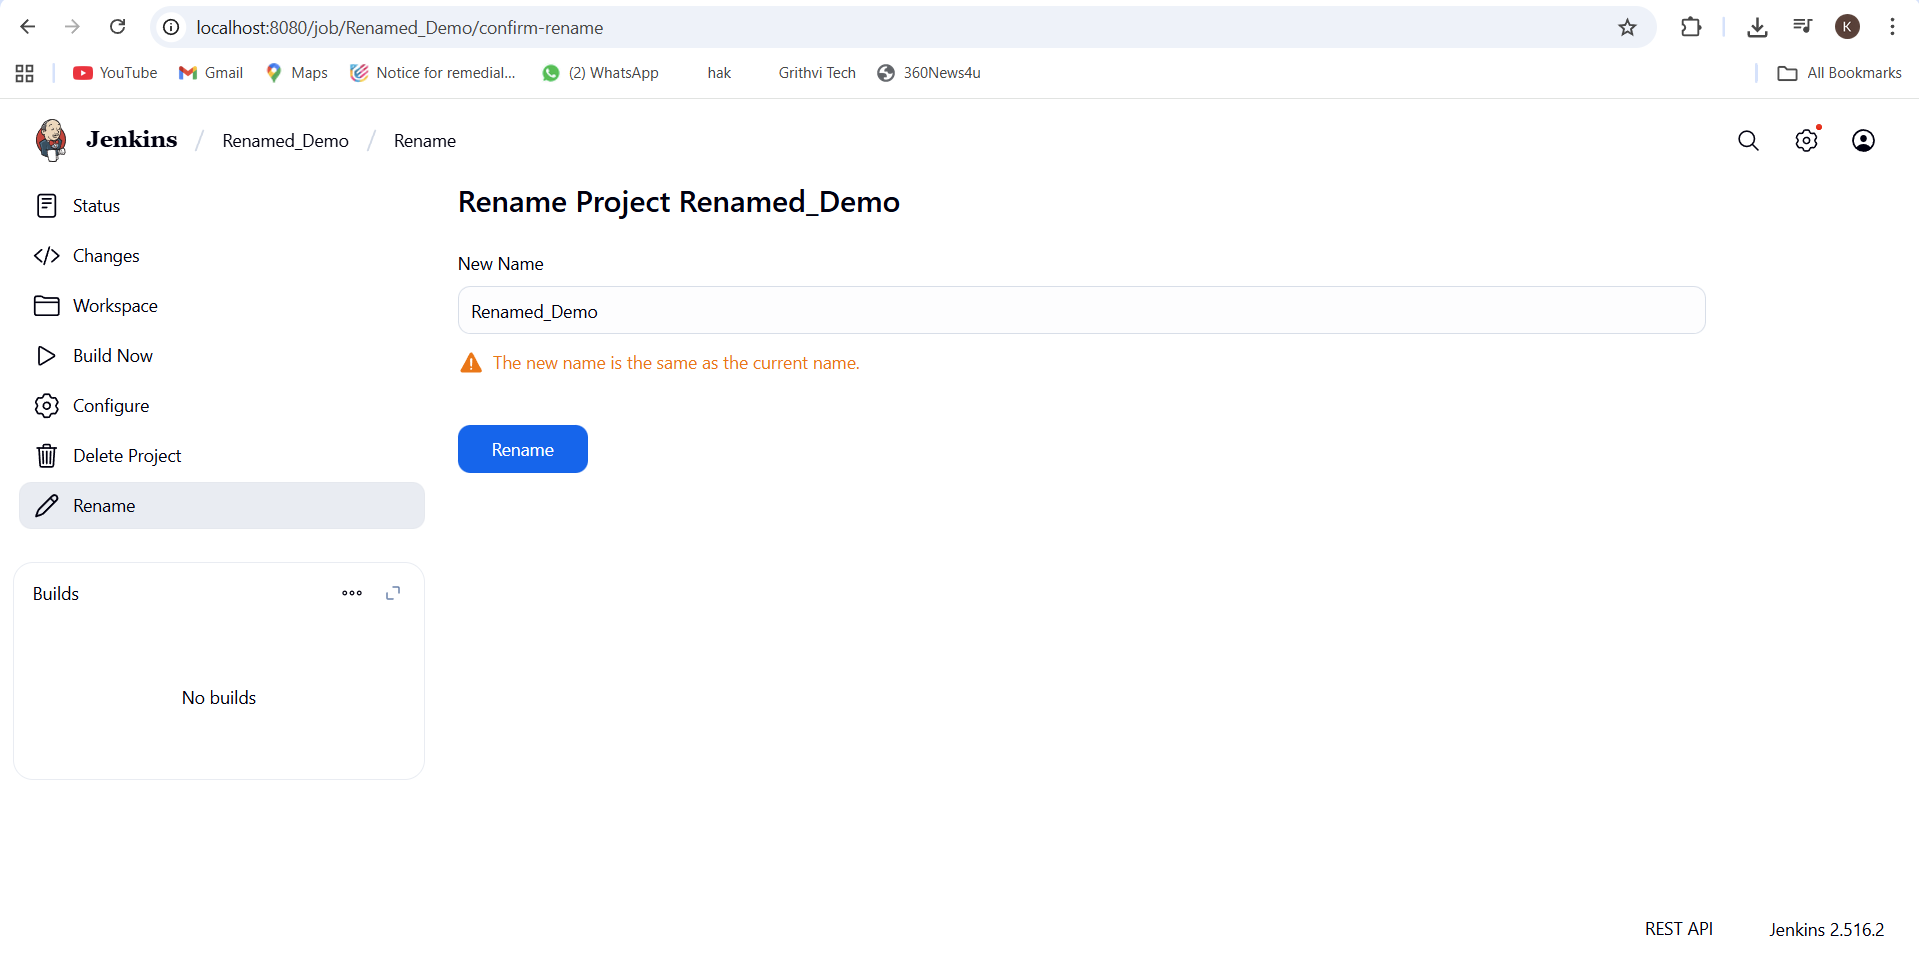 localhost:8080/job/Renamed_Demo/confirm-rename
K
YouTube Gmail Maps Notice for remedial... (2) WhatsApp hak Grithvi Tech 360News4u All Bookmarks
Jenkins / Renamed_Demo / Rename
Status
Changes
Workspace
Build Now
Configure
Delete Project
Rename
Builds
No builds
Rename Project Renamed_Demo
New Name
Renamed_Demo
The new name is the same as the current name.
Rename
REST API Jenkins 2.516.2